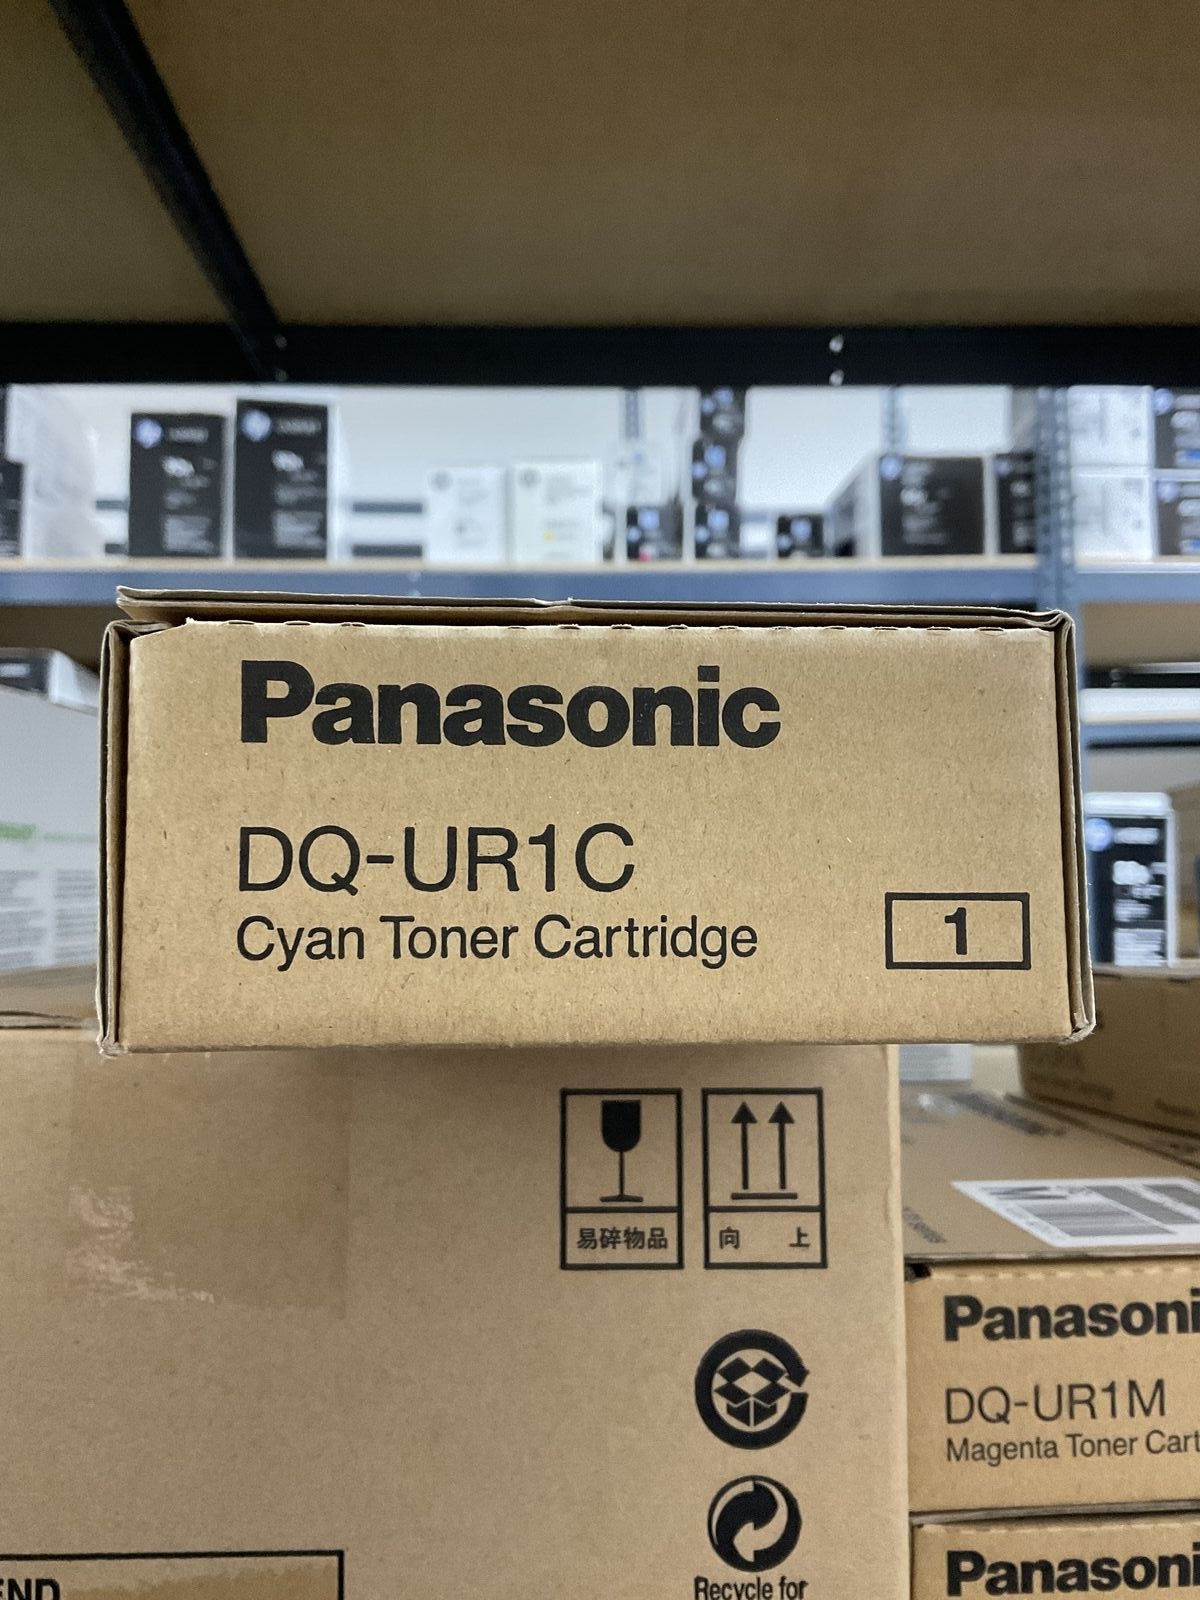 Panasonic
DQ-UR1C
Cyan Toner Cartridge
1
易碎物品
向 上
Panasoni
DQ-UR1M
Magenta Toner Cart
Panasoni
END
Recycle for